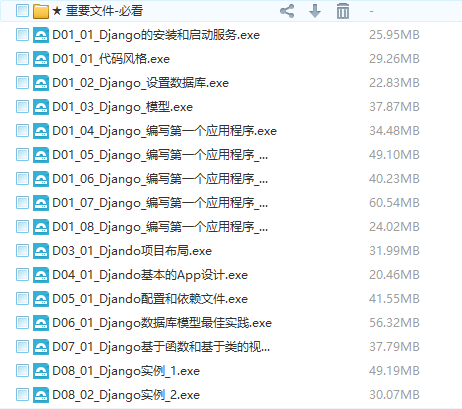 ★ 重要文件-必看 -
D01_01_Django的安装和启动服务.exe 25.95MB
D01_01_代码风格.exe 29.26MB
D01_02_Django_设置数据库.exe 22.83MB
D01_03_Django_模型.exe 37.87MB
D01_04_Django_编写第一个应用程序.exe 34.48MB
D01_05_Django_编写第一个应用程序_... 49.10MB
D01_06_Django_编写第一个应用程序_... 40.23MB
D01_07_Django_编写第一个应用程序_... 60.54MB
D01_08_Django_编写第一个应用程序_... 24.02MB
D03_01_Djando项目布局.exe 31.99MB
D04_01_Djando基本的App设计.exe 20.46MB
D05_01_Djando配置和依赖文件.exe 41.55MB
D06_01_Django数据库模型最佳实践.exe 56.32MB
D07_01_Django基于函数和基于类的视... 37.79MB
D08_01_Django实例_1.exe 49.19MB
D08_02_Django实例_2.exe 30.07MB